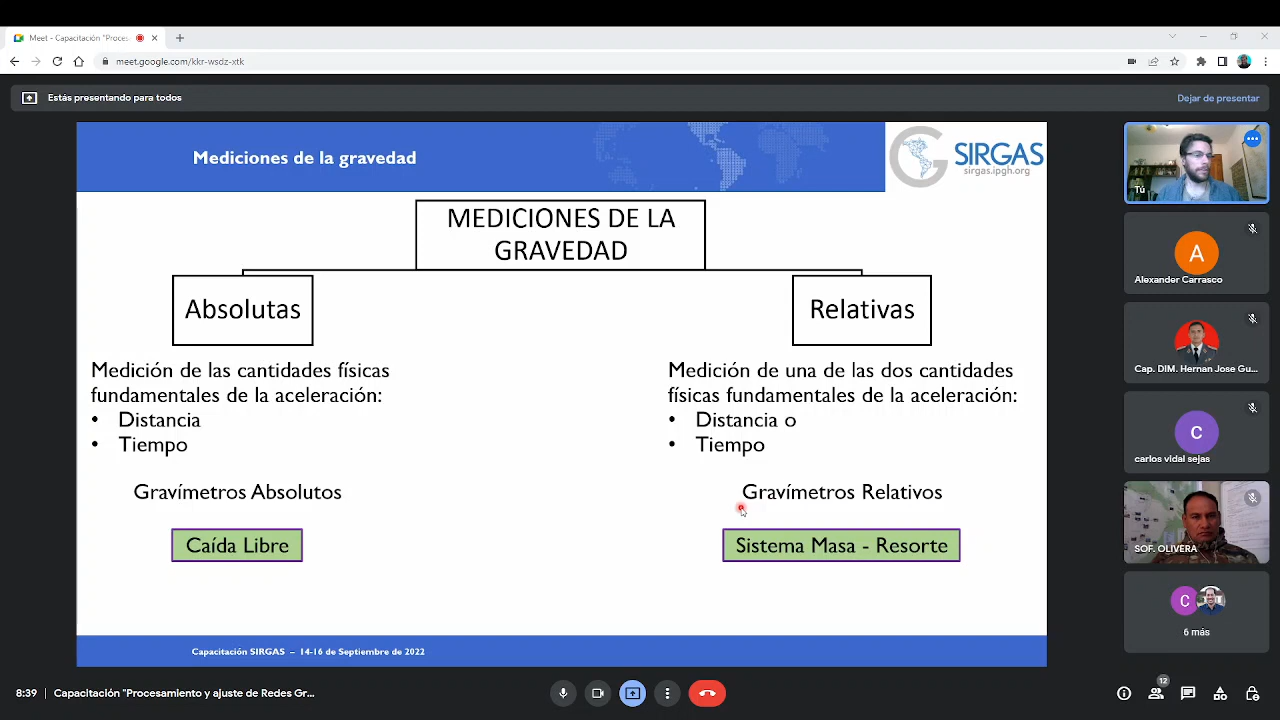 Meet - Capacitación "Proces
meet.google.com/kkr-wsdz-xtk
Estás presentando para todos
Dejar de presentar
Mediciones de la gravedad
G
SIRGAS
sirgas.ipgh.org
MEDICIONES DE LA
GRAVEDAD
Absolutas
Relativas
Medición de las cantidades físicas
fundamentales de la aceleración:
• Distancia
• Tiempo
Gravímetros Absolutos
Caída Libre
Medición de una de las dos cantidades
físicas fundamentales de la aceleración:
• Distancia o
• Tiempo
Gravímetros Relativos
Sistema Masa - Resorte
Capacitación SIRGAS – 14-16 de Septiembre de 2022
Tú
A
Alexander Carrasco
Cap. DIM. Hernan Jose Gu...
C
carlos vidal sejas
SOF. OLIVERA
C
6 más
8:39
Capacitación "Procesamiento y ajuste de Redes Gr...
12